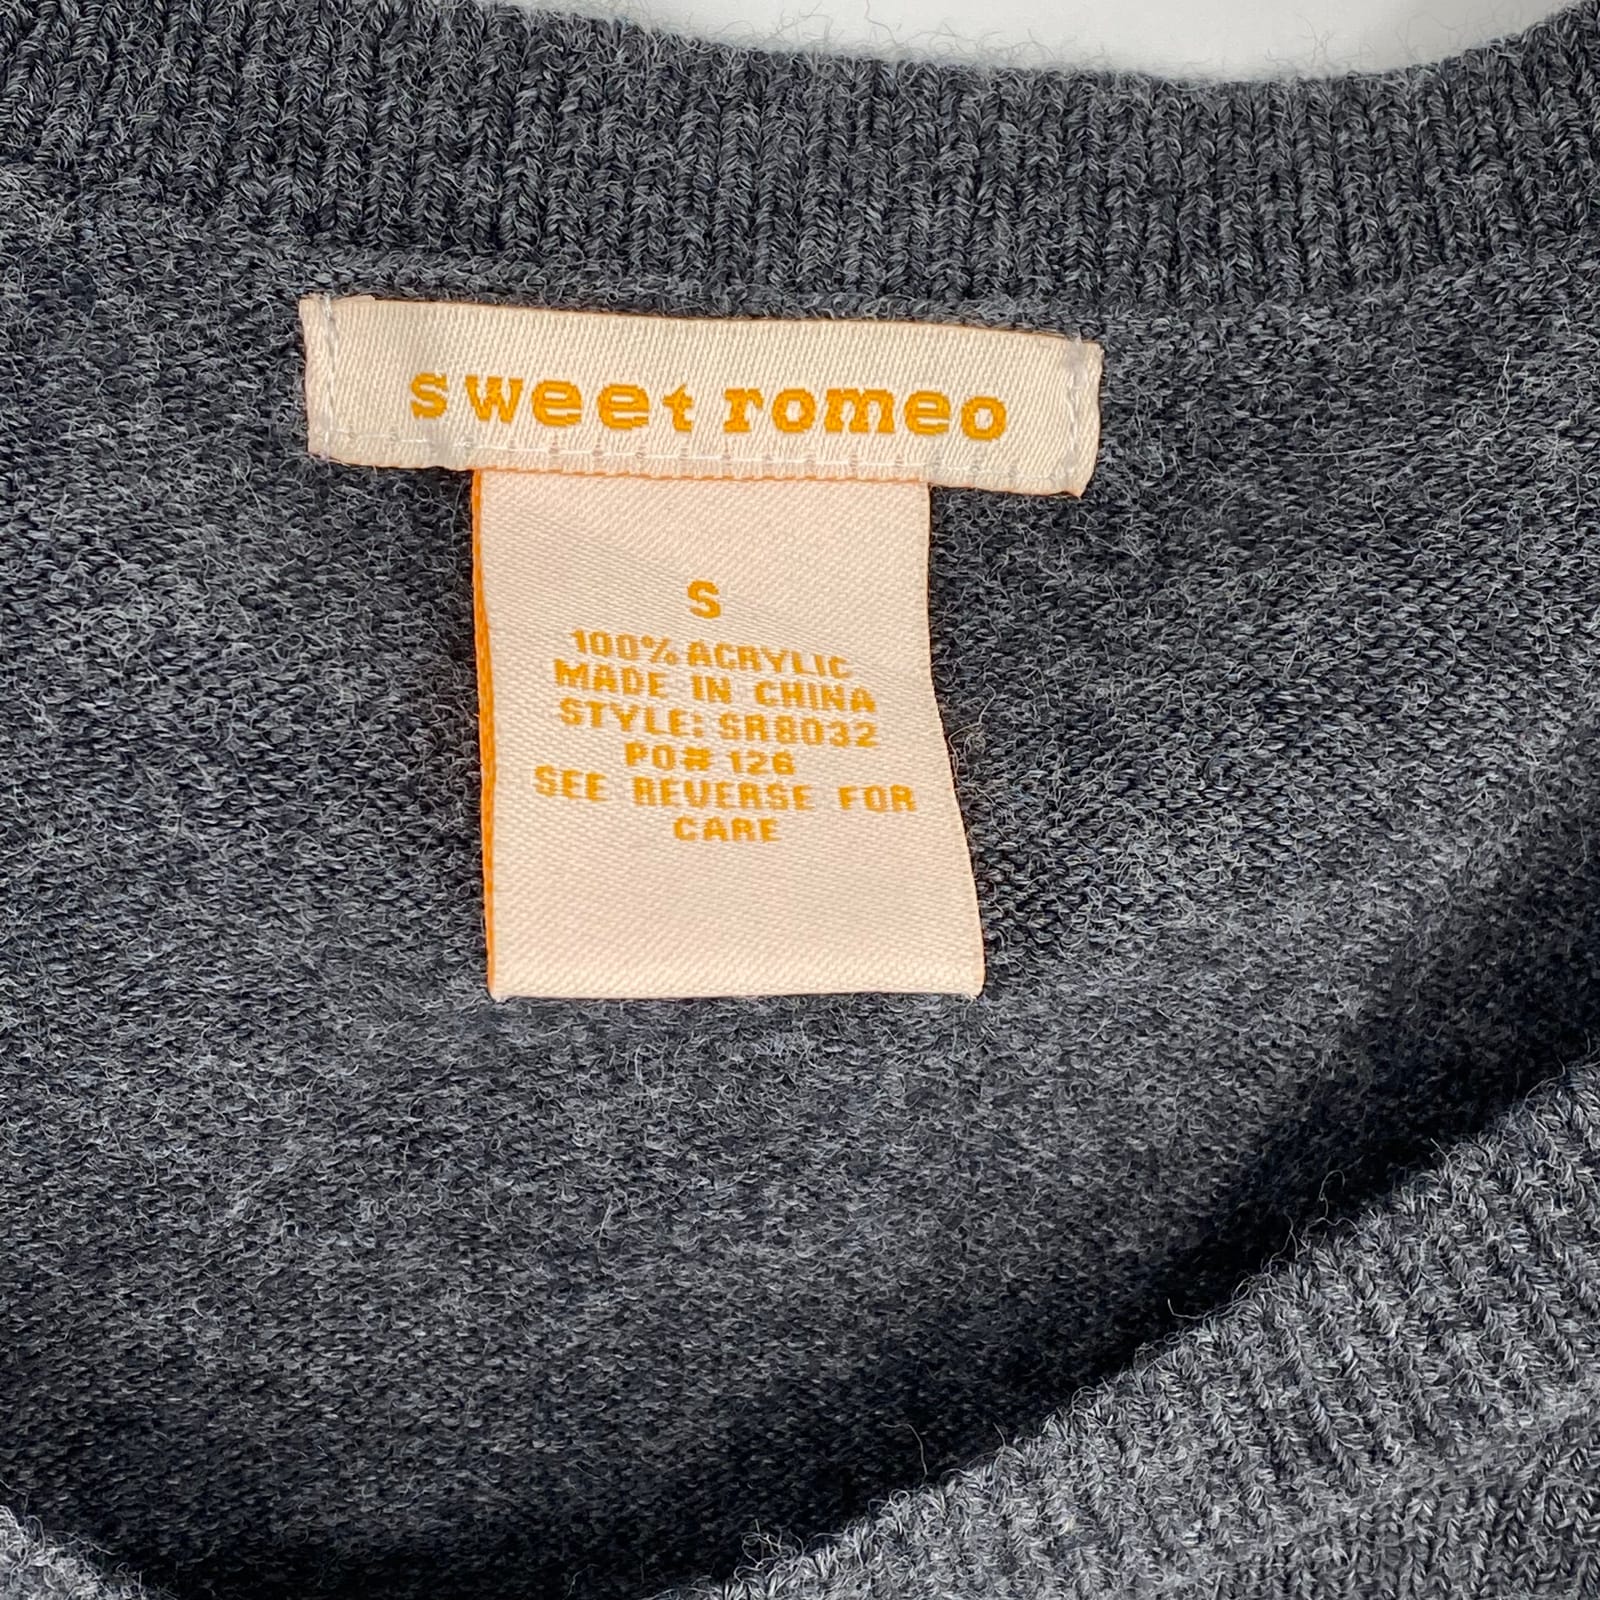 sweet romeo
S
100% ACRYLIC
MADE IN CHINA
STYLE: SR8032
PO# 126
SEE REVERSE FOR
CARE